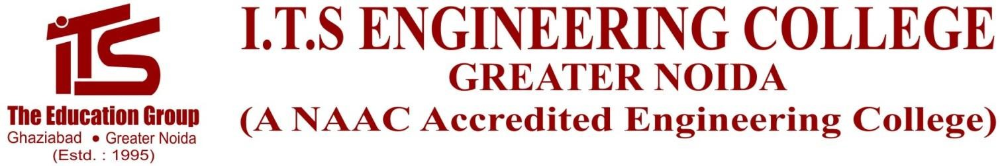 iTS
The Education Group
Ghaziabad • Greater Noida
(Estd. : 1995)
I.T.S ENGINEERING COLLEGE
GREATER NOIDA
(A NAAC Accredited Engineering College)